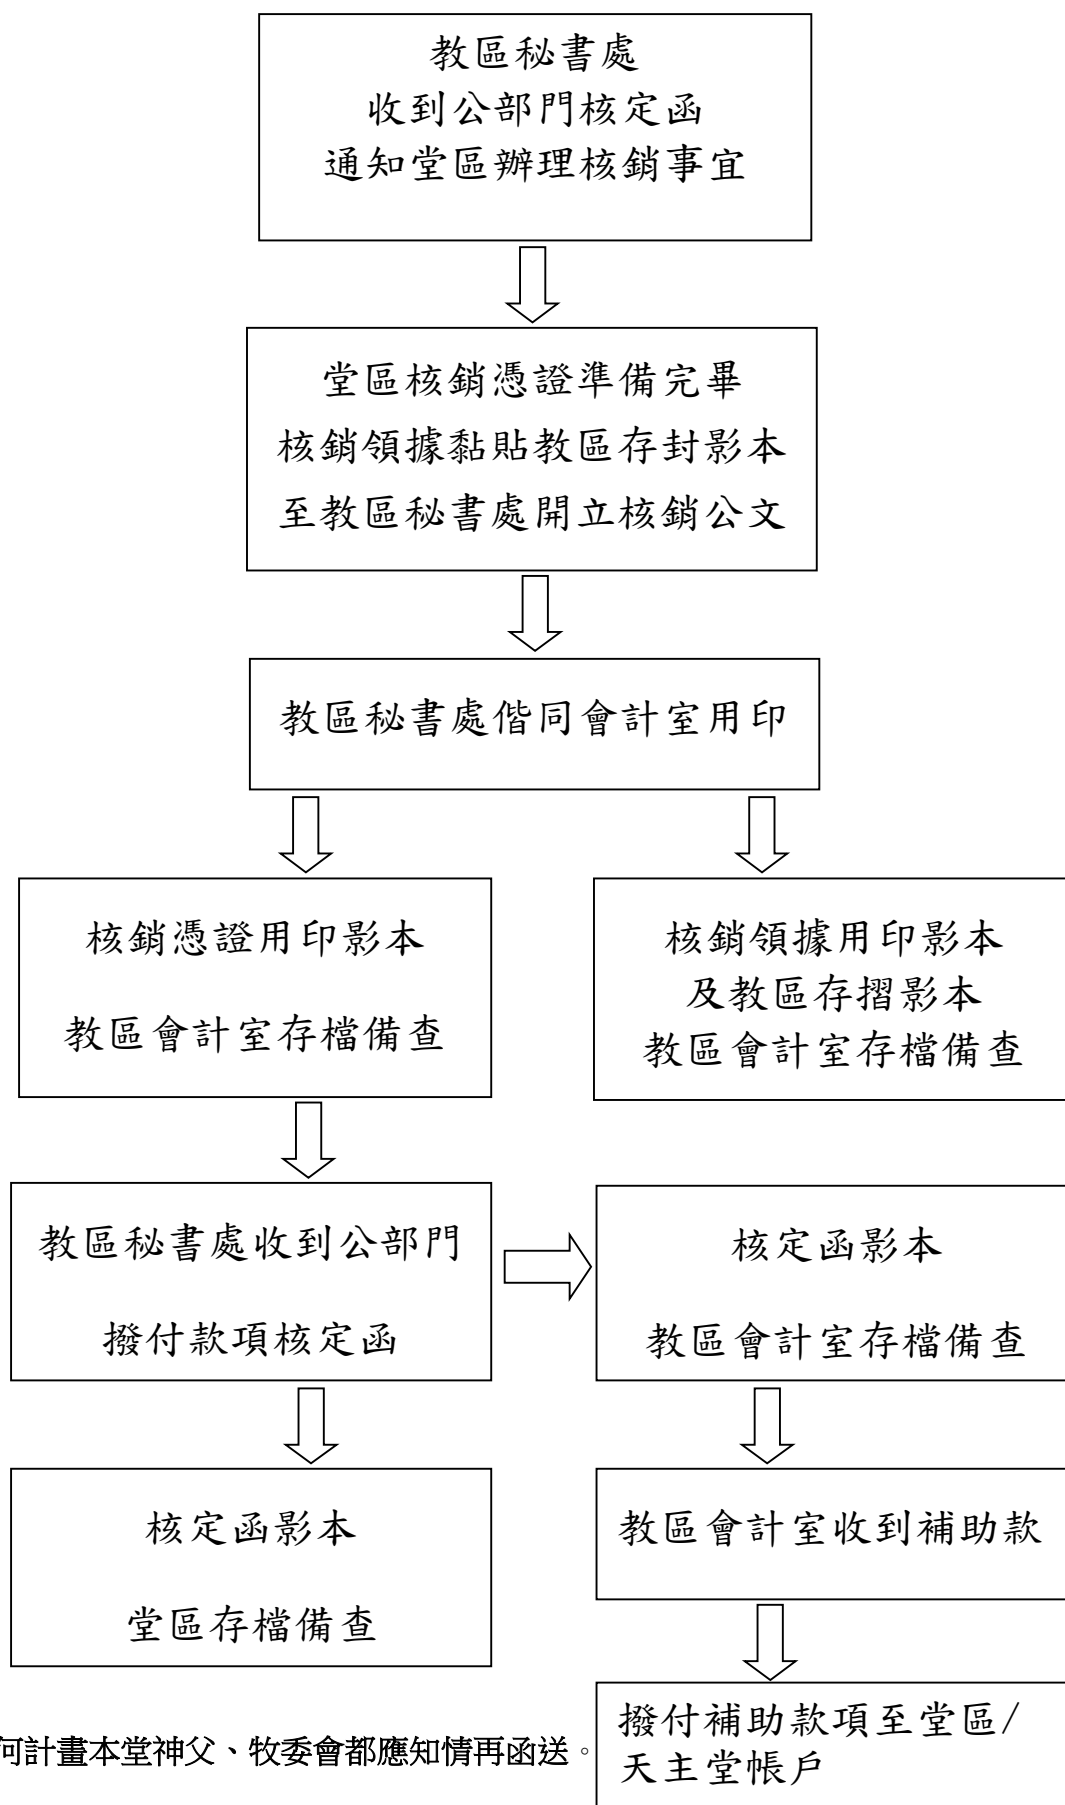 教區秘書處
收到公部門核定函
通知堂區辦理核銷事宜
堂區核銷憑證準備完畢
核銷領據黏貼教區存封影本
至教區秘書處開立核銷公文
教區秘書處偕同會計室用印
核銷憑證用印影本
教區會計室存檔備查
核銷領據用印影本
及教區存摺影本
教區會計室存檔備查
教區秘書處收到公部門
撥付款項核定函
核定函影本
教區會計室存檔備查
核定函影本
堂區存檔備查
教區會計室收到補助款
撥付補助款項至堂區/
天主堂帳戶
何計畫本堂神父、牧委會都應知情再函送。